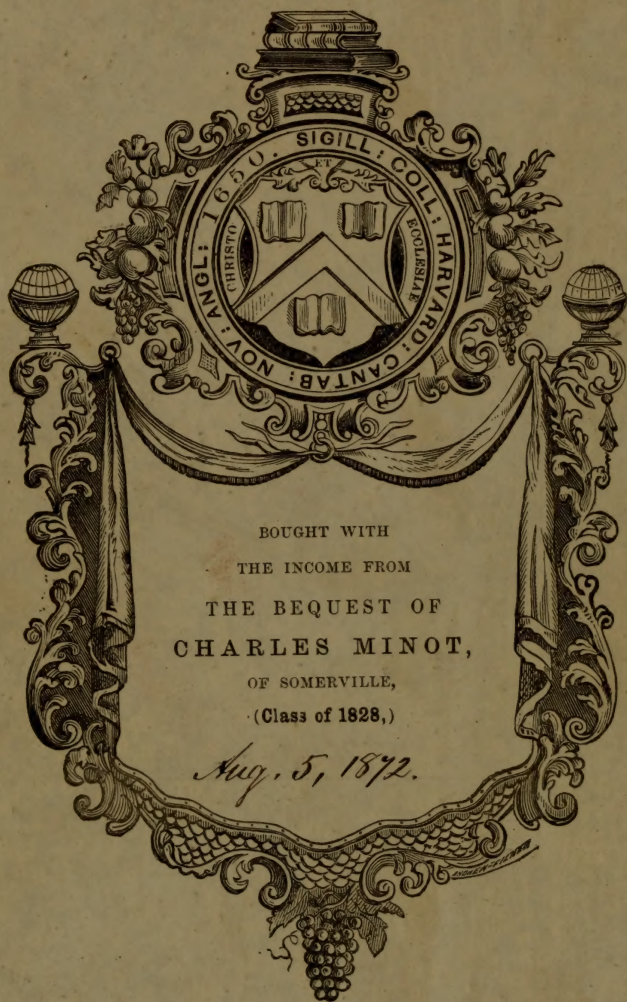 SIGILL: COLL: HARVARD: CANTAB: NOV: ANGL: 1650.
ET
CHRISTO
ECCLESIAE
BOUGHT WITH
THE INCOME FROM
THE BEQUEST OF
CHARLES MINOT,
OF SOMERVILLE,
(Class of 1828,)
Aug. 5, 1872.